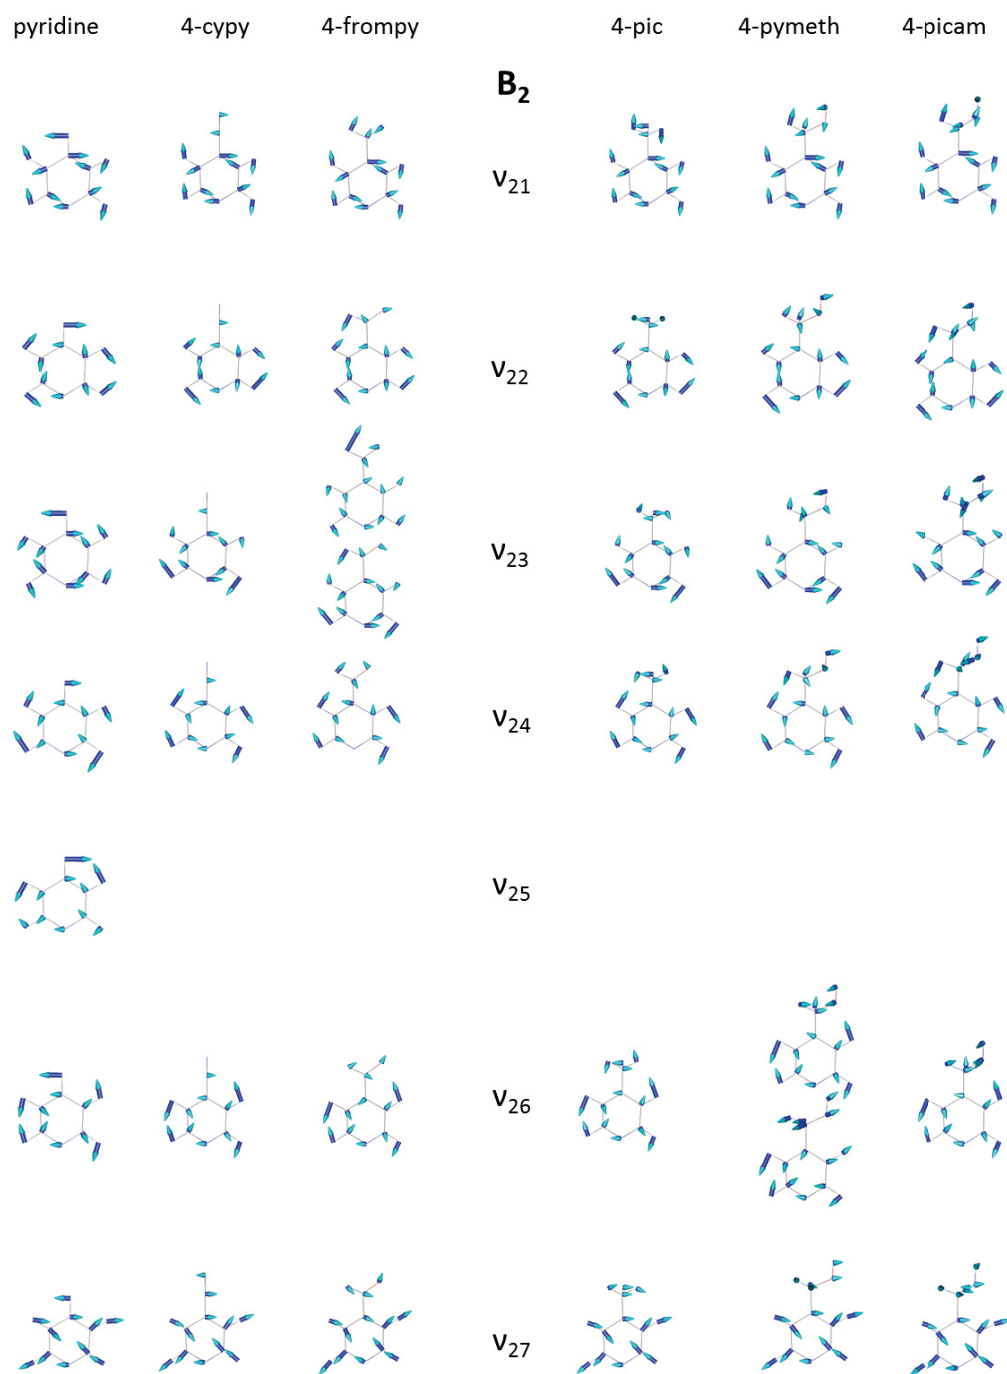 pyridine 4-cypy 4-frompy 4-pic 4-pymeth 4-picam
B₂
ν₂₁
ν₂₂
ν₂₃
ν₂₄
ν₂₅
ν₂₆
ν₂₇